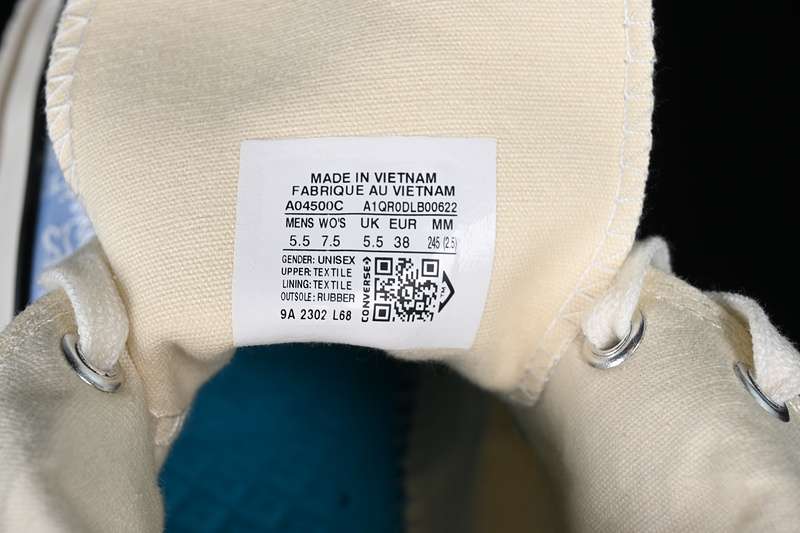 MADE IN VIETNAM
FABRIQUE AU VIETNAM
A04500C A1QR0DLB00622
MENS WO'S UK EUR MM
5.5 7.5 5.5 38 245 (2.5)
GENDER: UNISEX
UPPER: TEXTILE
LINING: TEXTILE
OUTSOLE: RUBBER
CONVERSE
9A 2302 L68